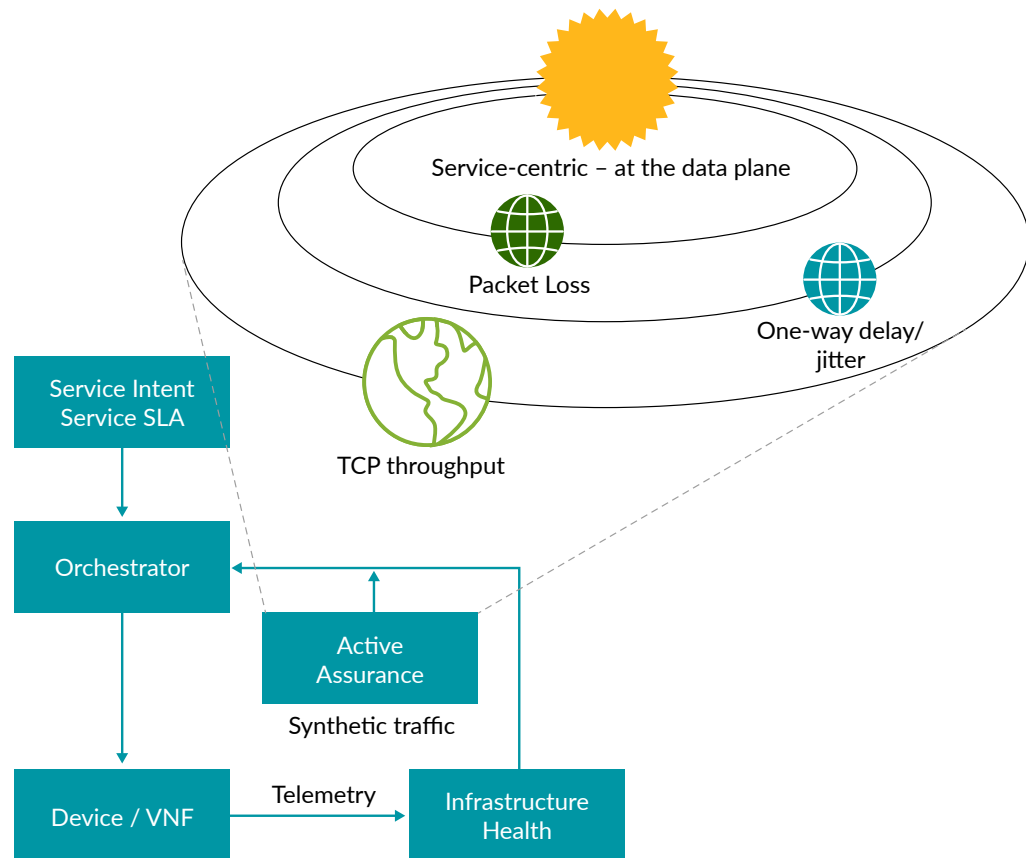 Service-centric – at the data plane
Packet Loss
One-way delay/
jitter
TCP throughput
Service Intent
Service SLA
Orchestrator
Active
Assurance
Synthetic traffic
Device / VNF
Telemetry
Infrastructure
Health